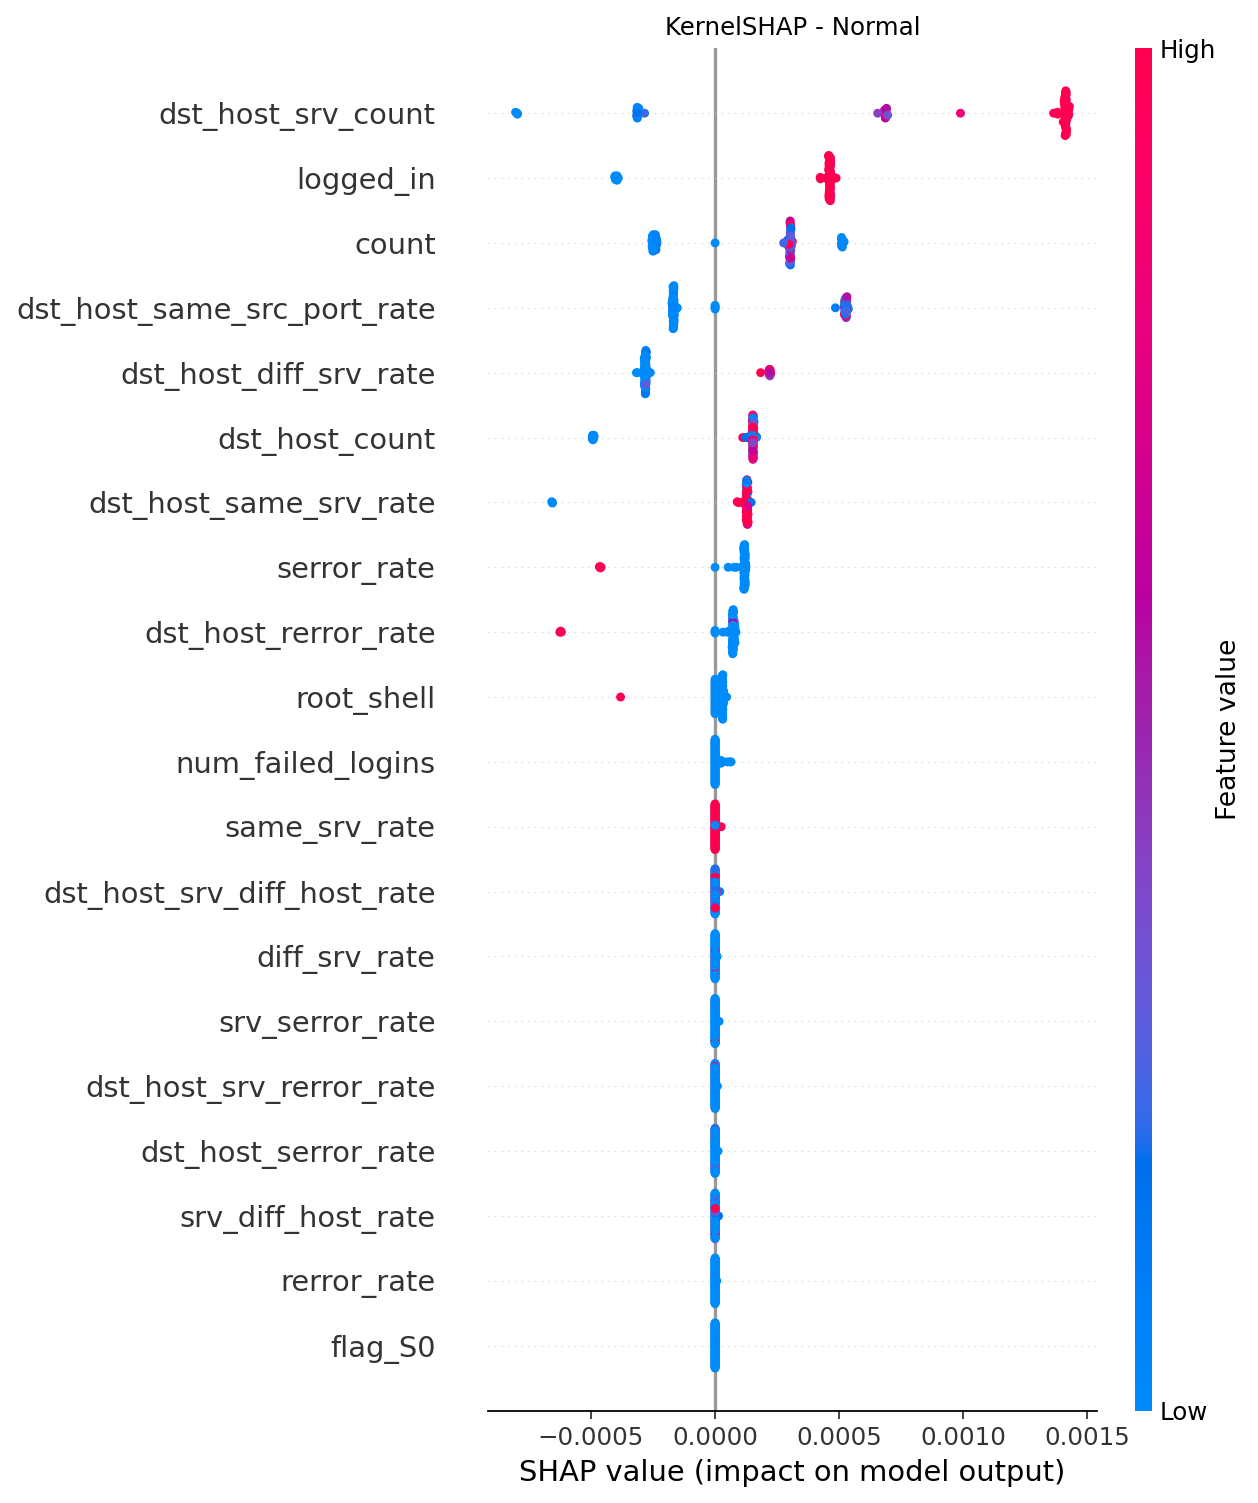 KernelSHAP - Normal
High
dst_host_srv_count
logged_in
count
dst_host_same_src_port_rate
dst_host_diff_srv_rate
dst_host_count
dst_host_same_srv_rate
serror_rate
dst_host_rerror_rate
root_shell
num_failed_logins
same_srv_rate
dst_host_srv_diff_host_rate
diff_srv_rate
srv_serror_rate
dst_host_srv_rerror_rate
dst_host_serror_rate
srv_diff_host_rate
rerror_rate
flag_S0
Feature value
Low
−0.0005 0.0000 0.0005 0.0010 0.0015
SHAP value (impact on model output)